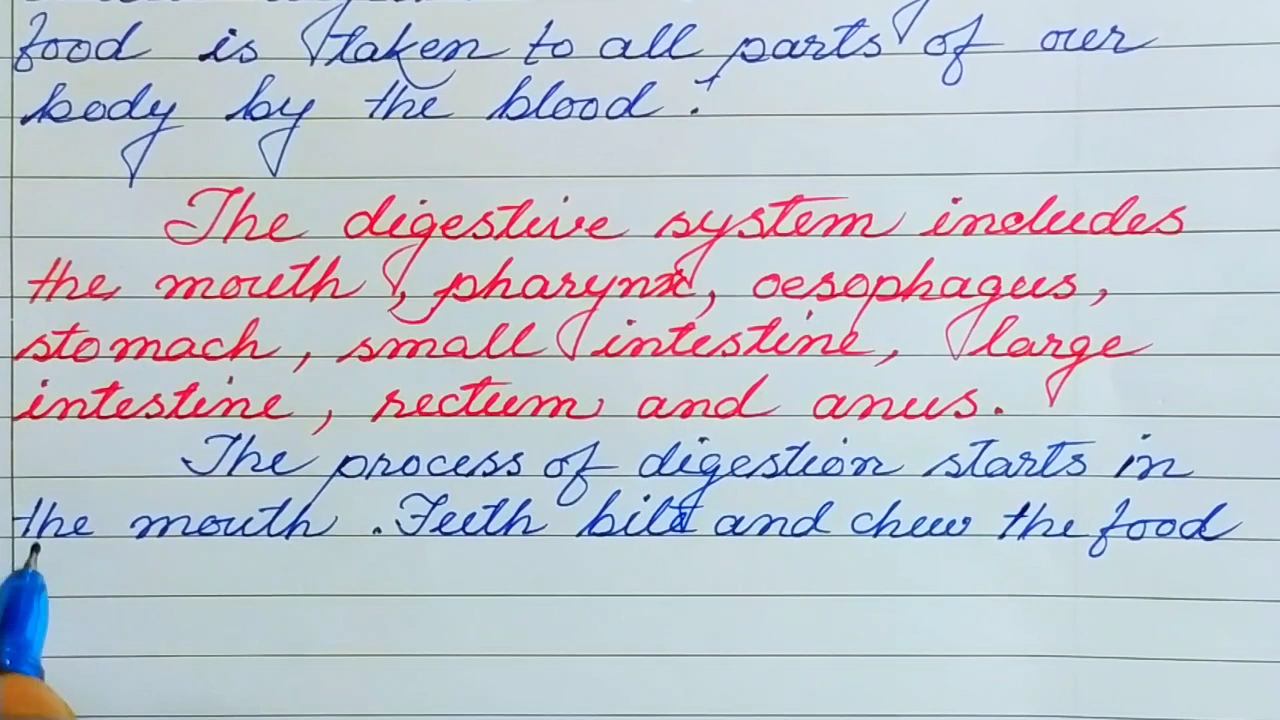 food is taken to all parts of our
body by the blood.
The digestive system includes
the mouth, pharynx, oesophagus,
stomach, small intestine, large
intestine, rectum and anus.
The process of digestion starts in
the mouth. Teeth bite and chew the food